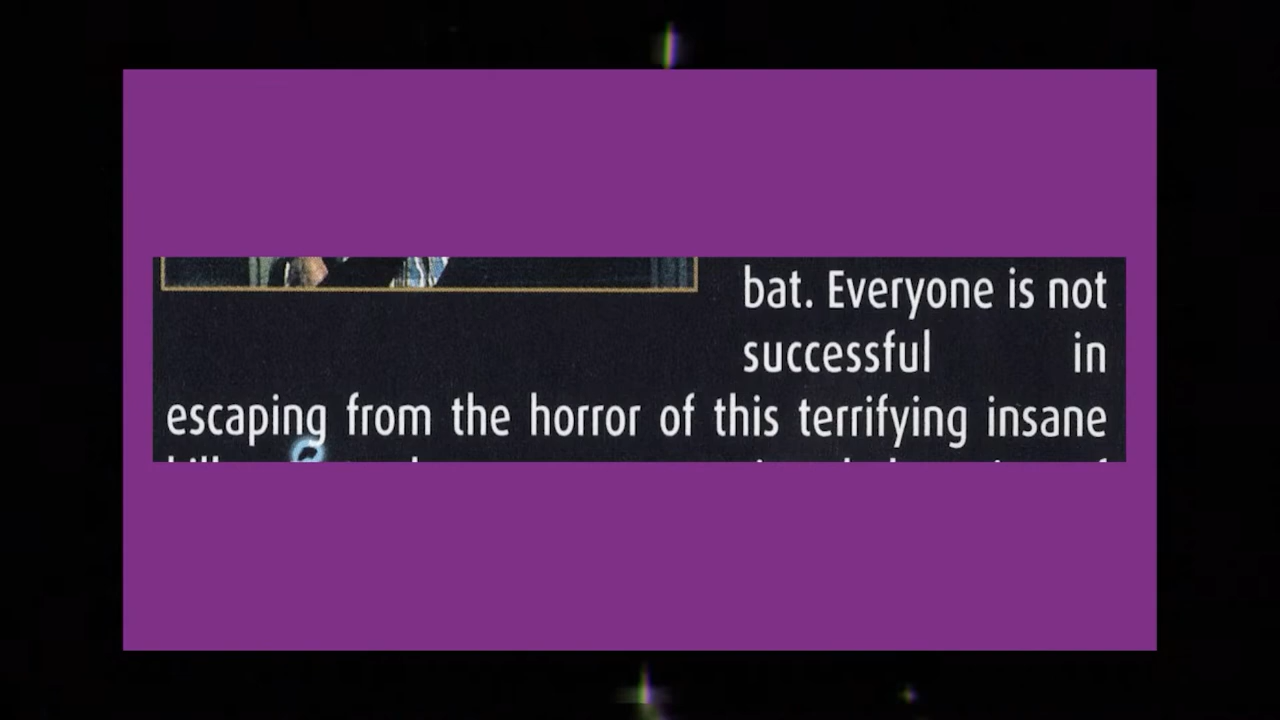 bat. Everyone is not
successful in
escaping from the horror of this terrifying insane